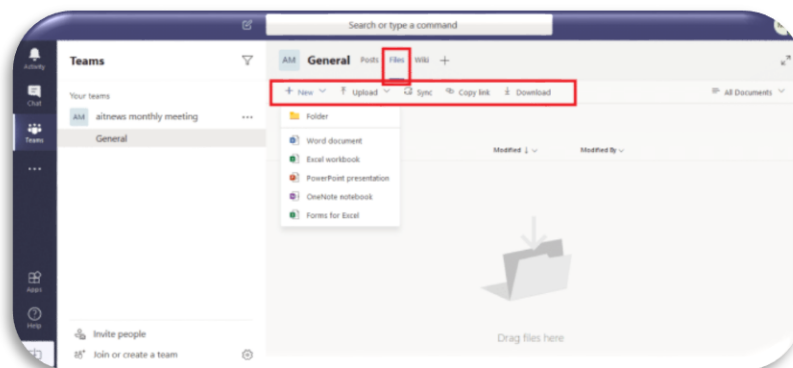 Search or type a command
Activity
Chat
Teams
Apps
Help
Teams
Your teams
AM aitnews monthly meeting ...
General
Invite people
Join or create a team
AM General Posts Files Wiki +
+ New Upload Sync Copy link Download All Documents
Folder
Word document
Excel workbook
PowerPoint presentation
OneNote notebook
Forms for Excel
Modified Modified By
Drag files here